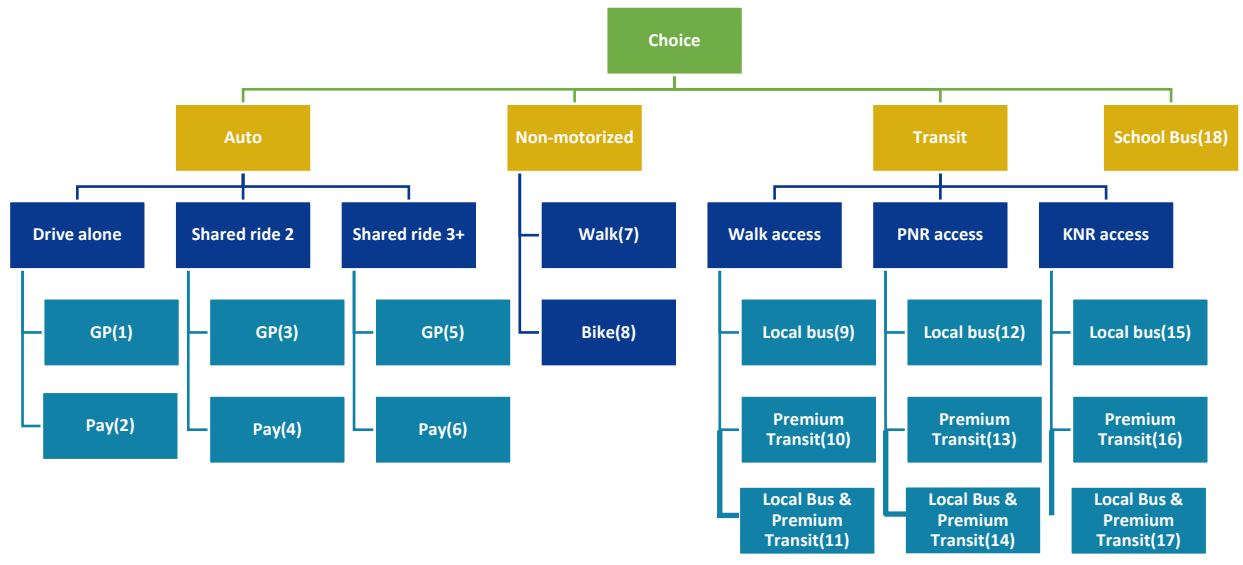 Choice
Auto
Non-motorized
Transit
School Bus(18)
Drive alone
Shared ride 2
Shared ride 3+
Walk(7)
Walk access
PNR access
KNR access
GP(1)
GP(3)
GP(5)
Bike(8)
Local bus(9)
Local bus(12)
Local bus(15)
Pay(2)
Pay(4)
Pay(6)
Premium
Transit(10)
Premium
Transit(13)
Premium
Transit(16)
Local Bus &
Premium
Transit(11)
Local Bus &
Premium
Transit(14)
Local Bus &
Premium
Transit(17)